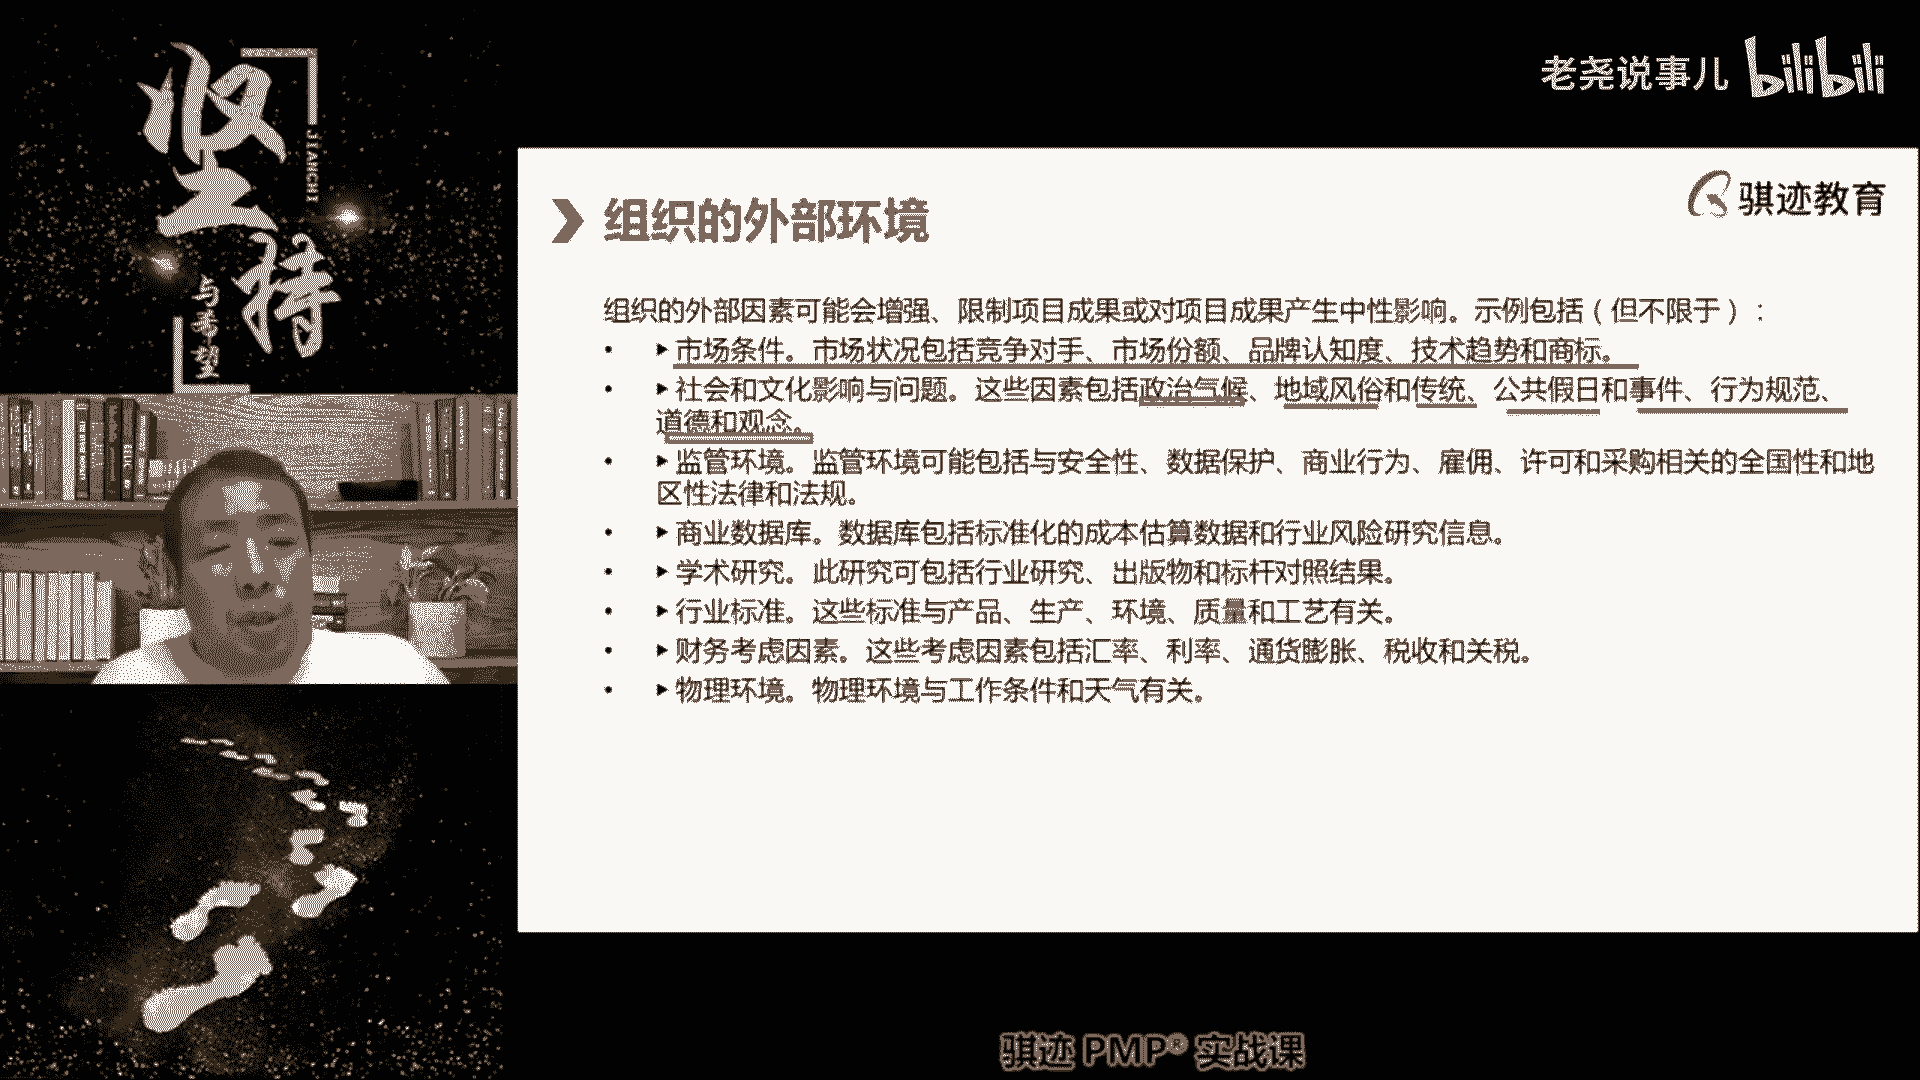 坚持
JIANCHI
与希望
老尧说事儿 bilibili
骐迹教育
组织的外部环境
组织的外部因素可能会增强、限制项目成果或对项目成果产生中性影响。示例包括（但不限于）：
• ➤市场条件。市场状况包括竞争对手、市场份额、品牌认知度、技术趋势和商标。
• ➤社会和文化影响与问题。这些因素包括政治气候、地域风俗和传统、公共假日和事件、行为规范、
道德和观念。
• ➤监管环境。监管环境可能包括与安全性、数据保护、商业行为、雇佣、许可和采购相关的全国性和地
区性法律和法规。
• ➤商业数据库。数据库包括标准化的成本估算数据和行业风险研究信息。
• ➤学术研究。此研究可包括行业研究、出版物和标杆对照结果。
• ➤行业标准。这些标准与产品、生产、环境、质量和工艺有关。
• ➤财务考虑因素。这些考虑因素包括汇率、利率、通货膨胀、税收和关税。
• ➤物理环境。物理环境与工作条件和天气有关。
骐迹 PMP® 实战课